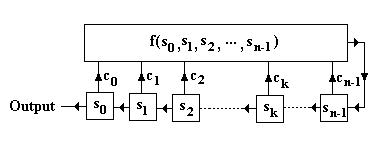 f(s₀,s₁,s₂, ⋯, sₙ₋₁)
c₀ c₁ c₂ cₖ cₙ₋₁
Output s₀ s₁ s₂ sₖ sₙ₋₁